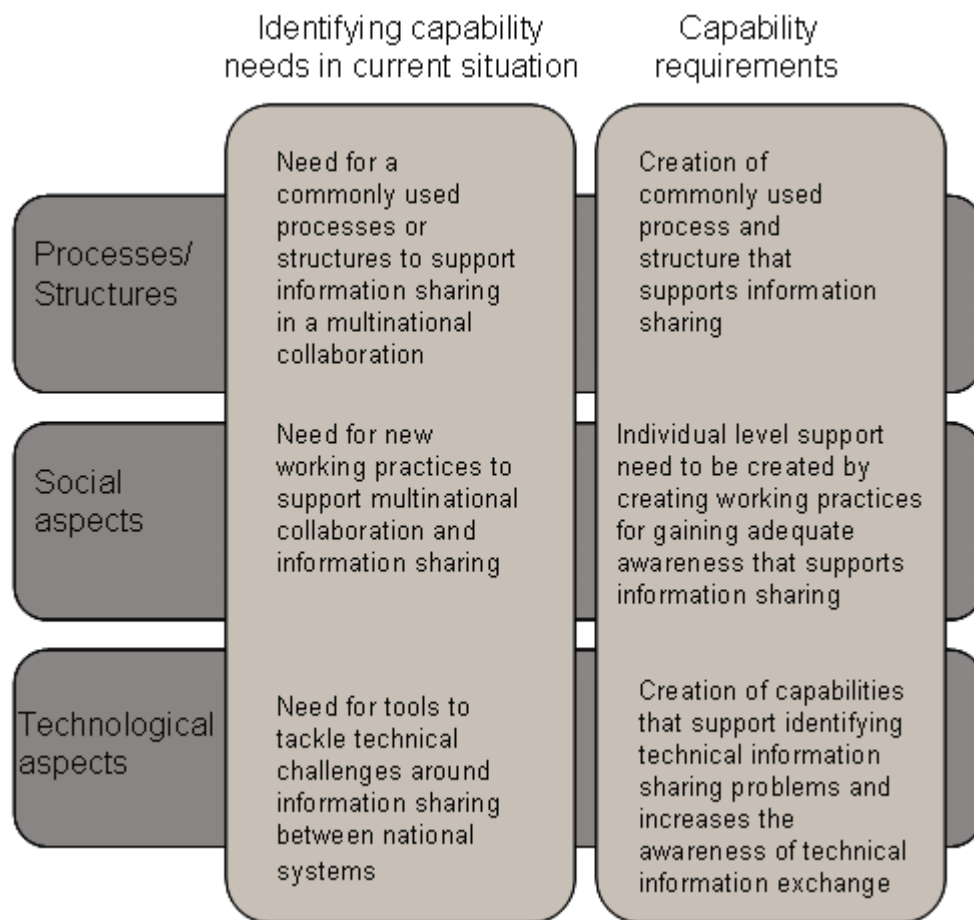 Identifying capability
needs in current situation
Capability
requirements
Processes/
Structures
Need for a
commonly used
processes or
structures to support
information sharing
in a multinational
collaboration
Creation of
commonly used
process and
structure that
supports information
sharing
Social
aspects
Need for new
working practices to
support multinational
collaboration and
information sharing
Individual level support
need to be created by
creating working practices
for gaining adequate
awareness that supports
information sharing
Technological
aspects
Need for tools to
tackle technical
challenges around
information sharing
between national
systems
Creation of capabilities
that support identifying
technical information
sharing problems and
increases the
awareness of technical
information exchange